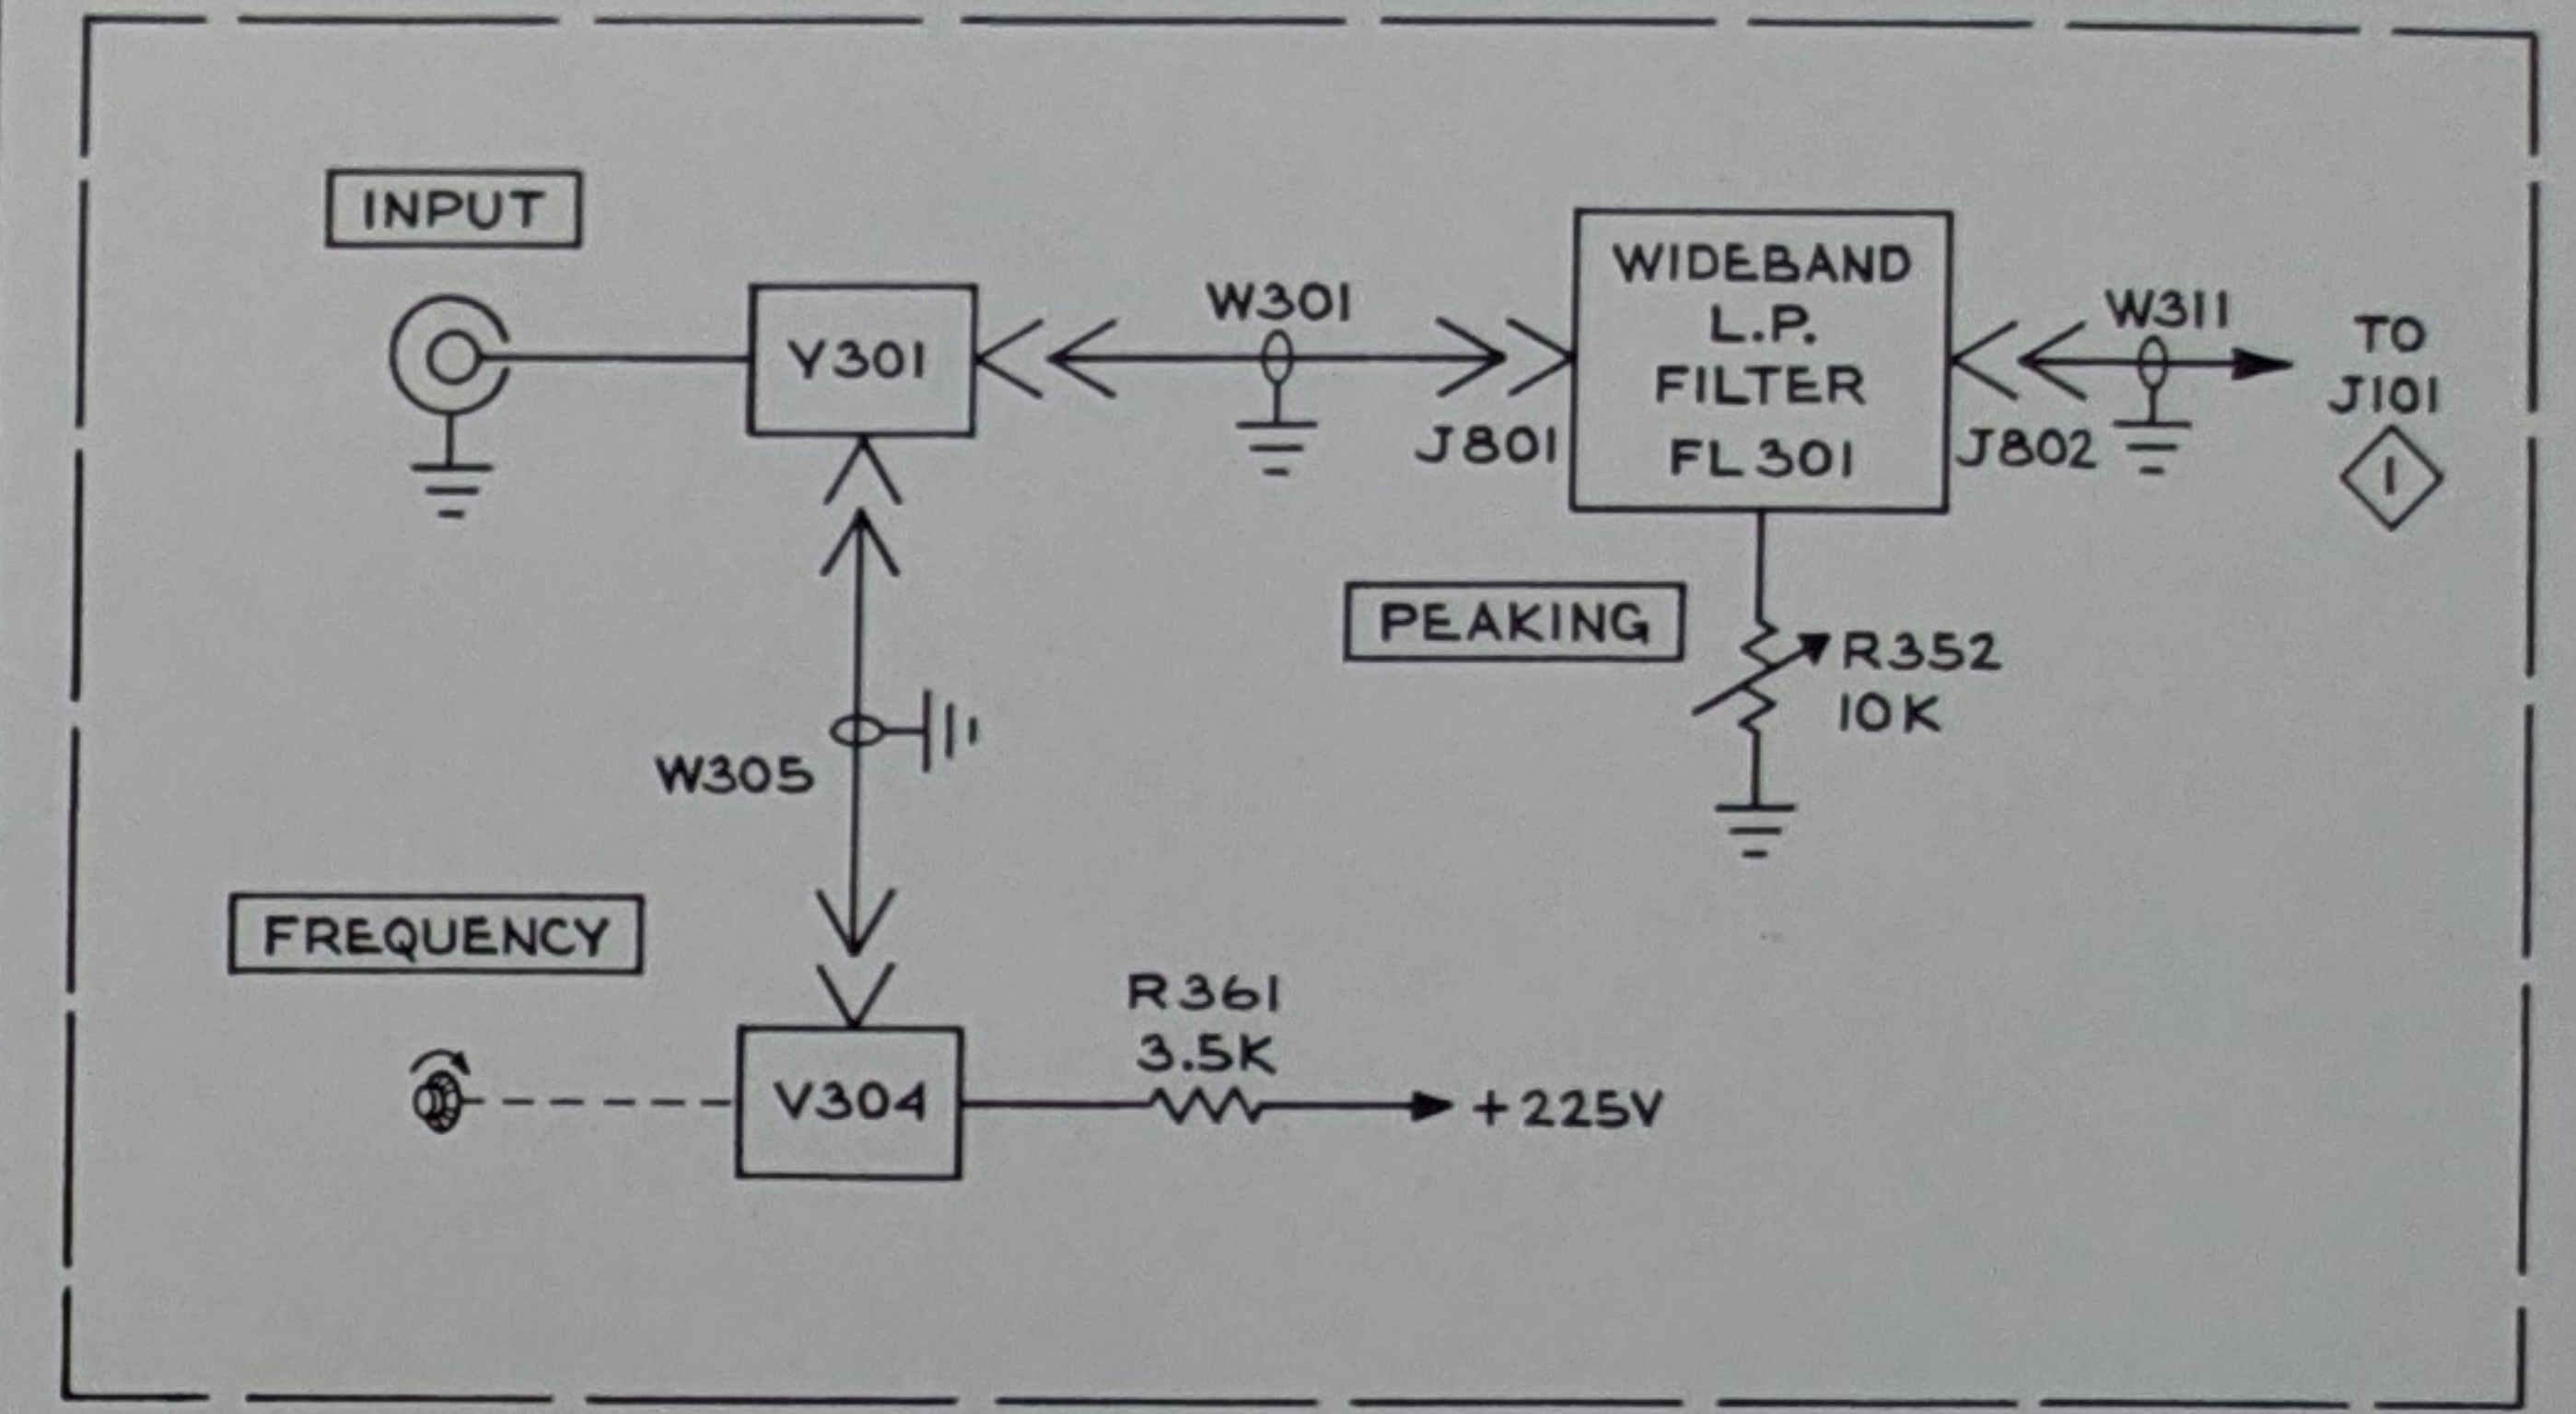 INPUT
Y301
W301
J801
WIDEBAND
L.P.
FILTER
FL301
J802
W311
TO
J101
1
PEAKING
R352
10K
W305
FREQUENCY
V304
R361
3.5K
+225V